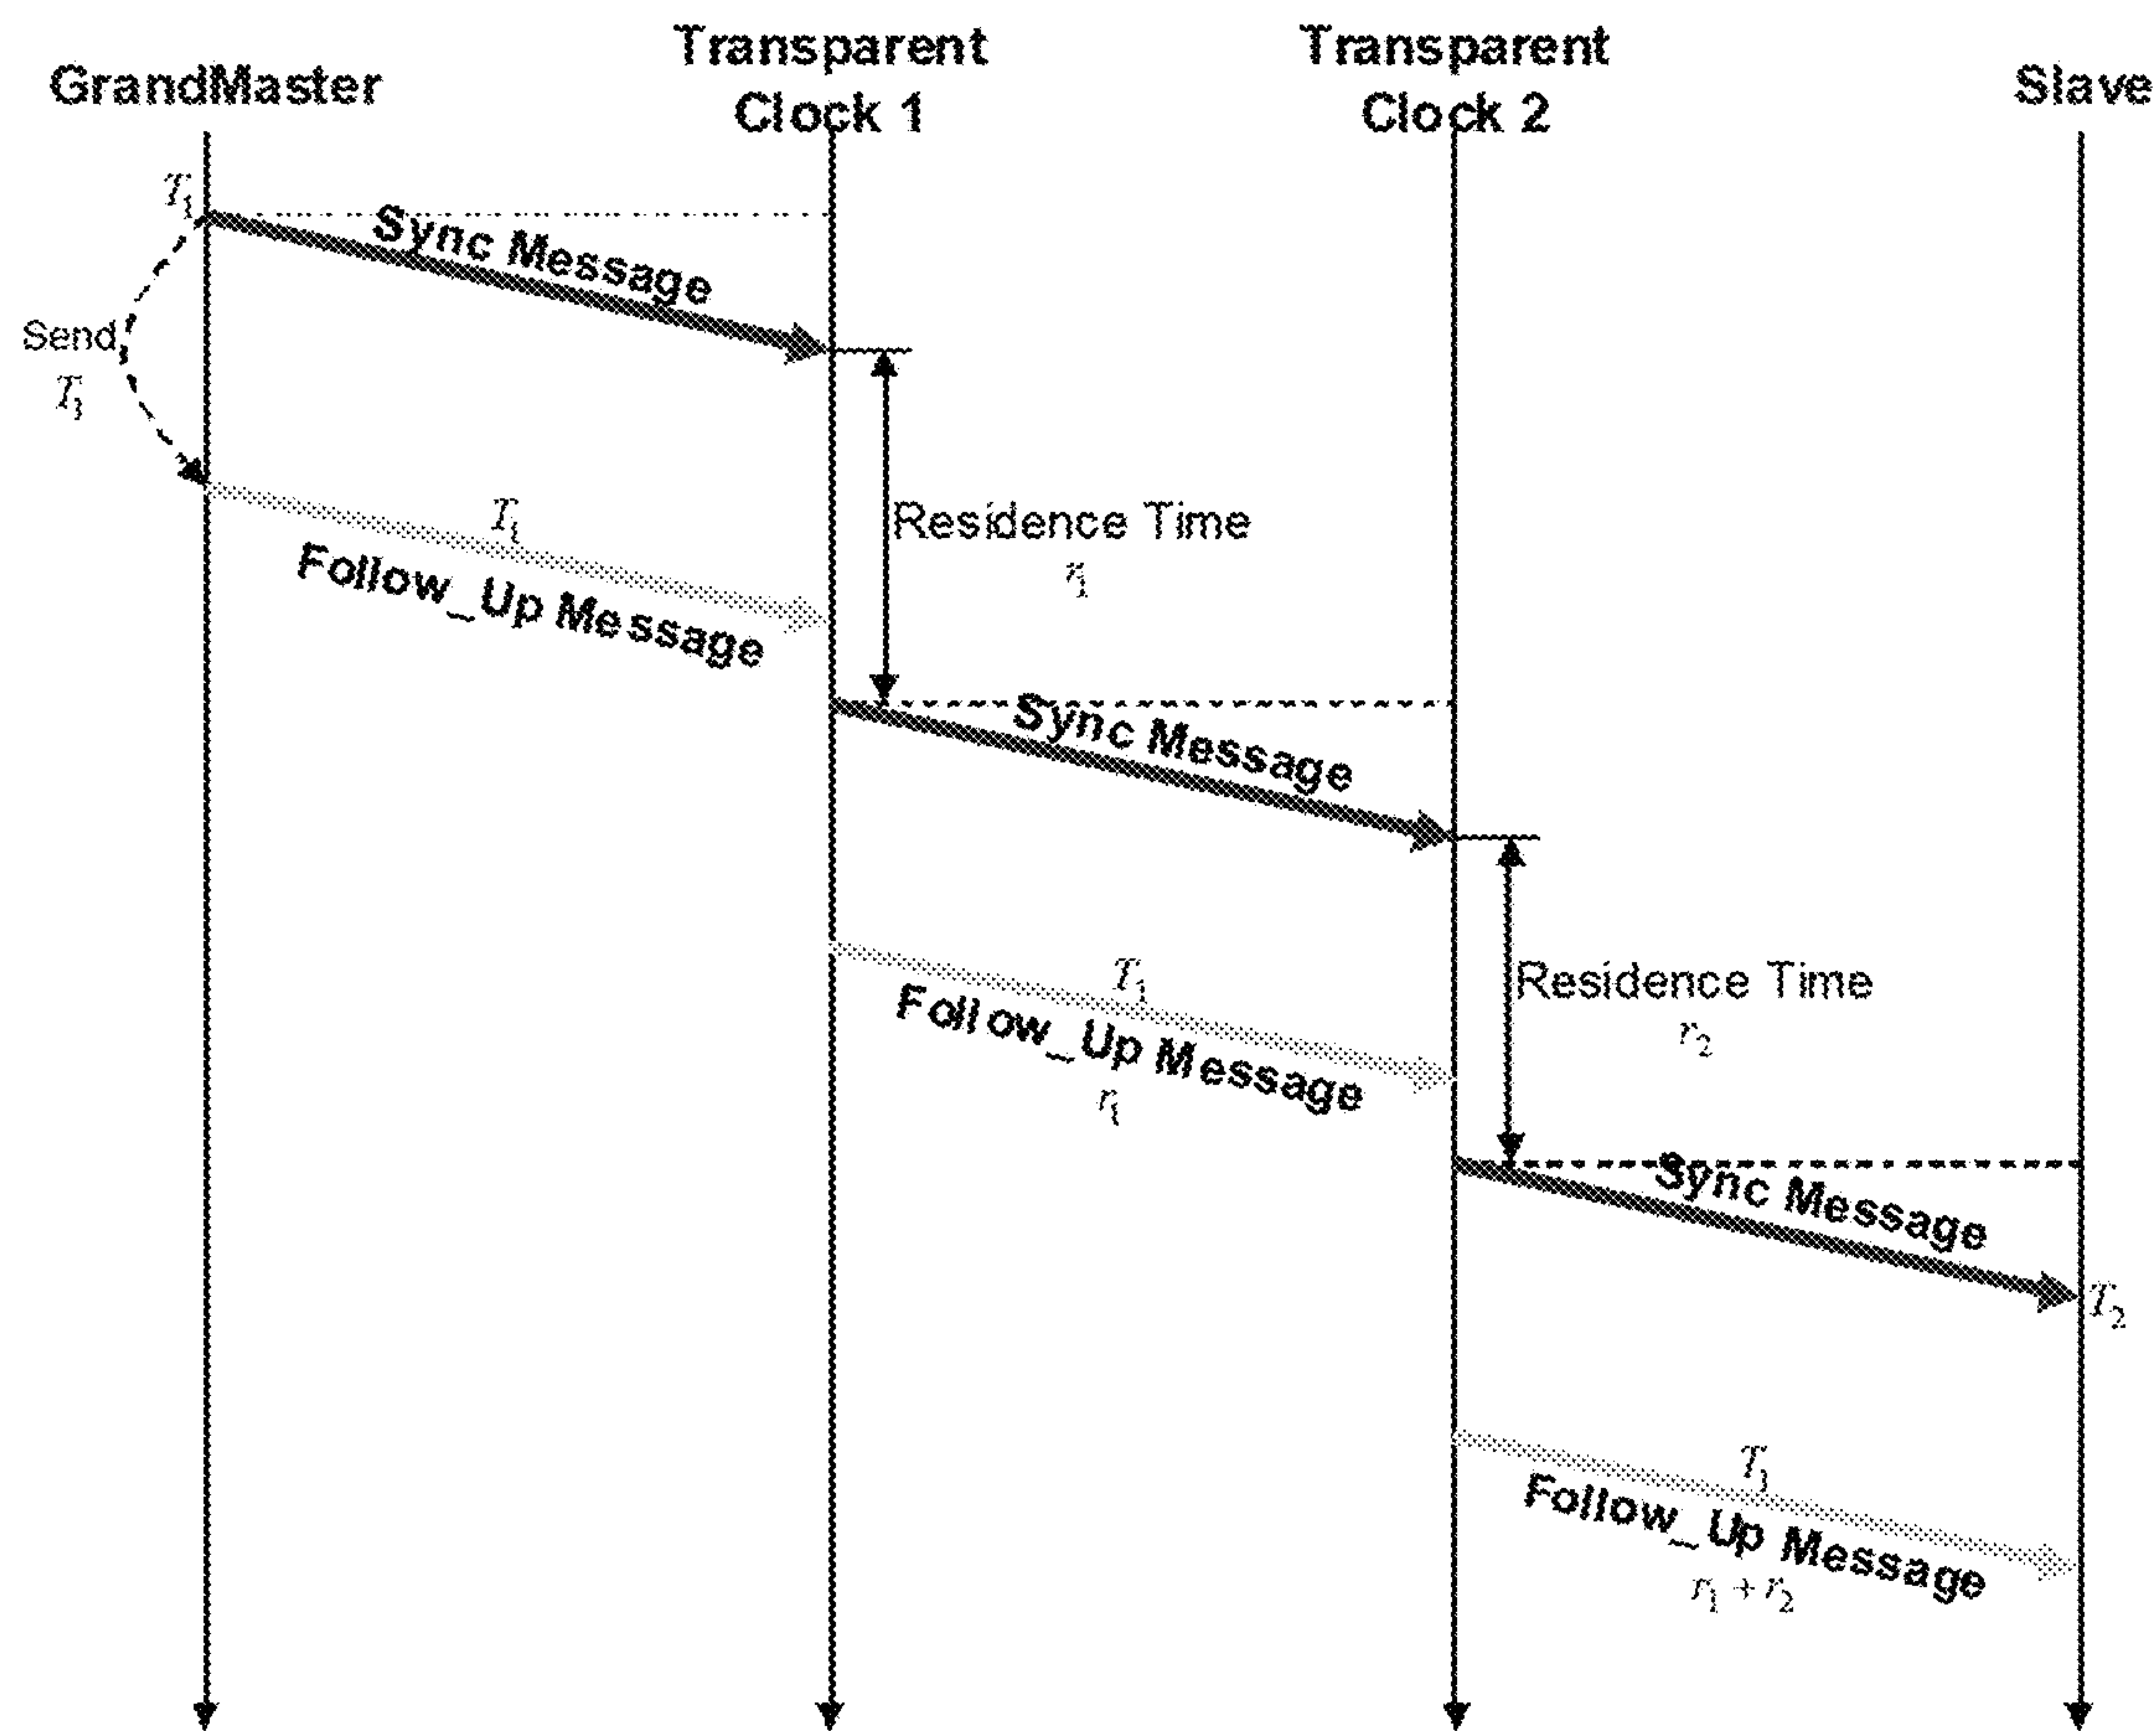 GrandMaster
Transparent
Clock 1
Transparent
Clock 2
Slave
T₁
Sync Message
Send
T₁
T₁
Follow_Up Message
Residence Time
r₁
Sync Message
T₁
Follow_Up Message
r₁
Residence Time
r₂
Sync Message
T₂
T₁
Follow_Up Message
r₁ + r₂